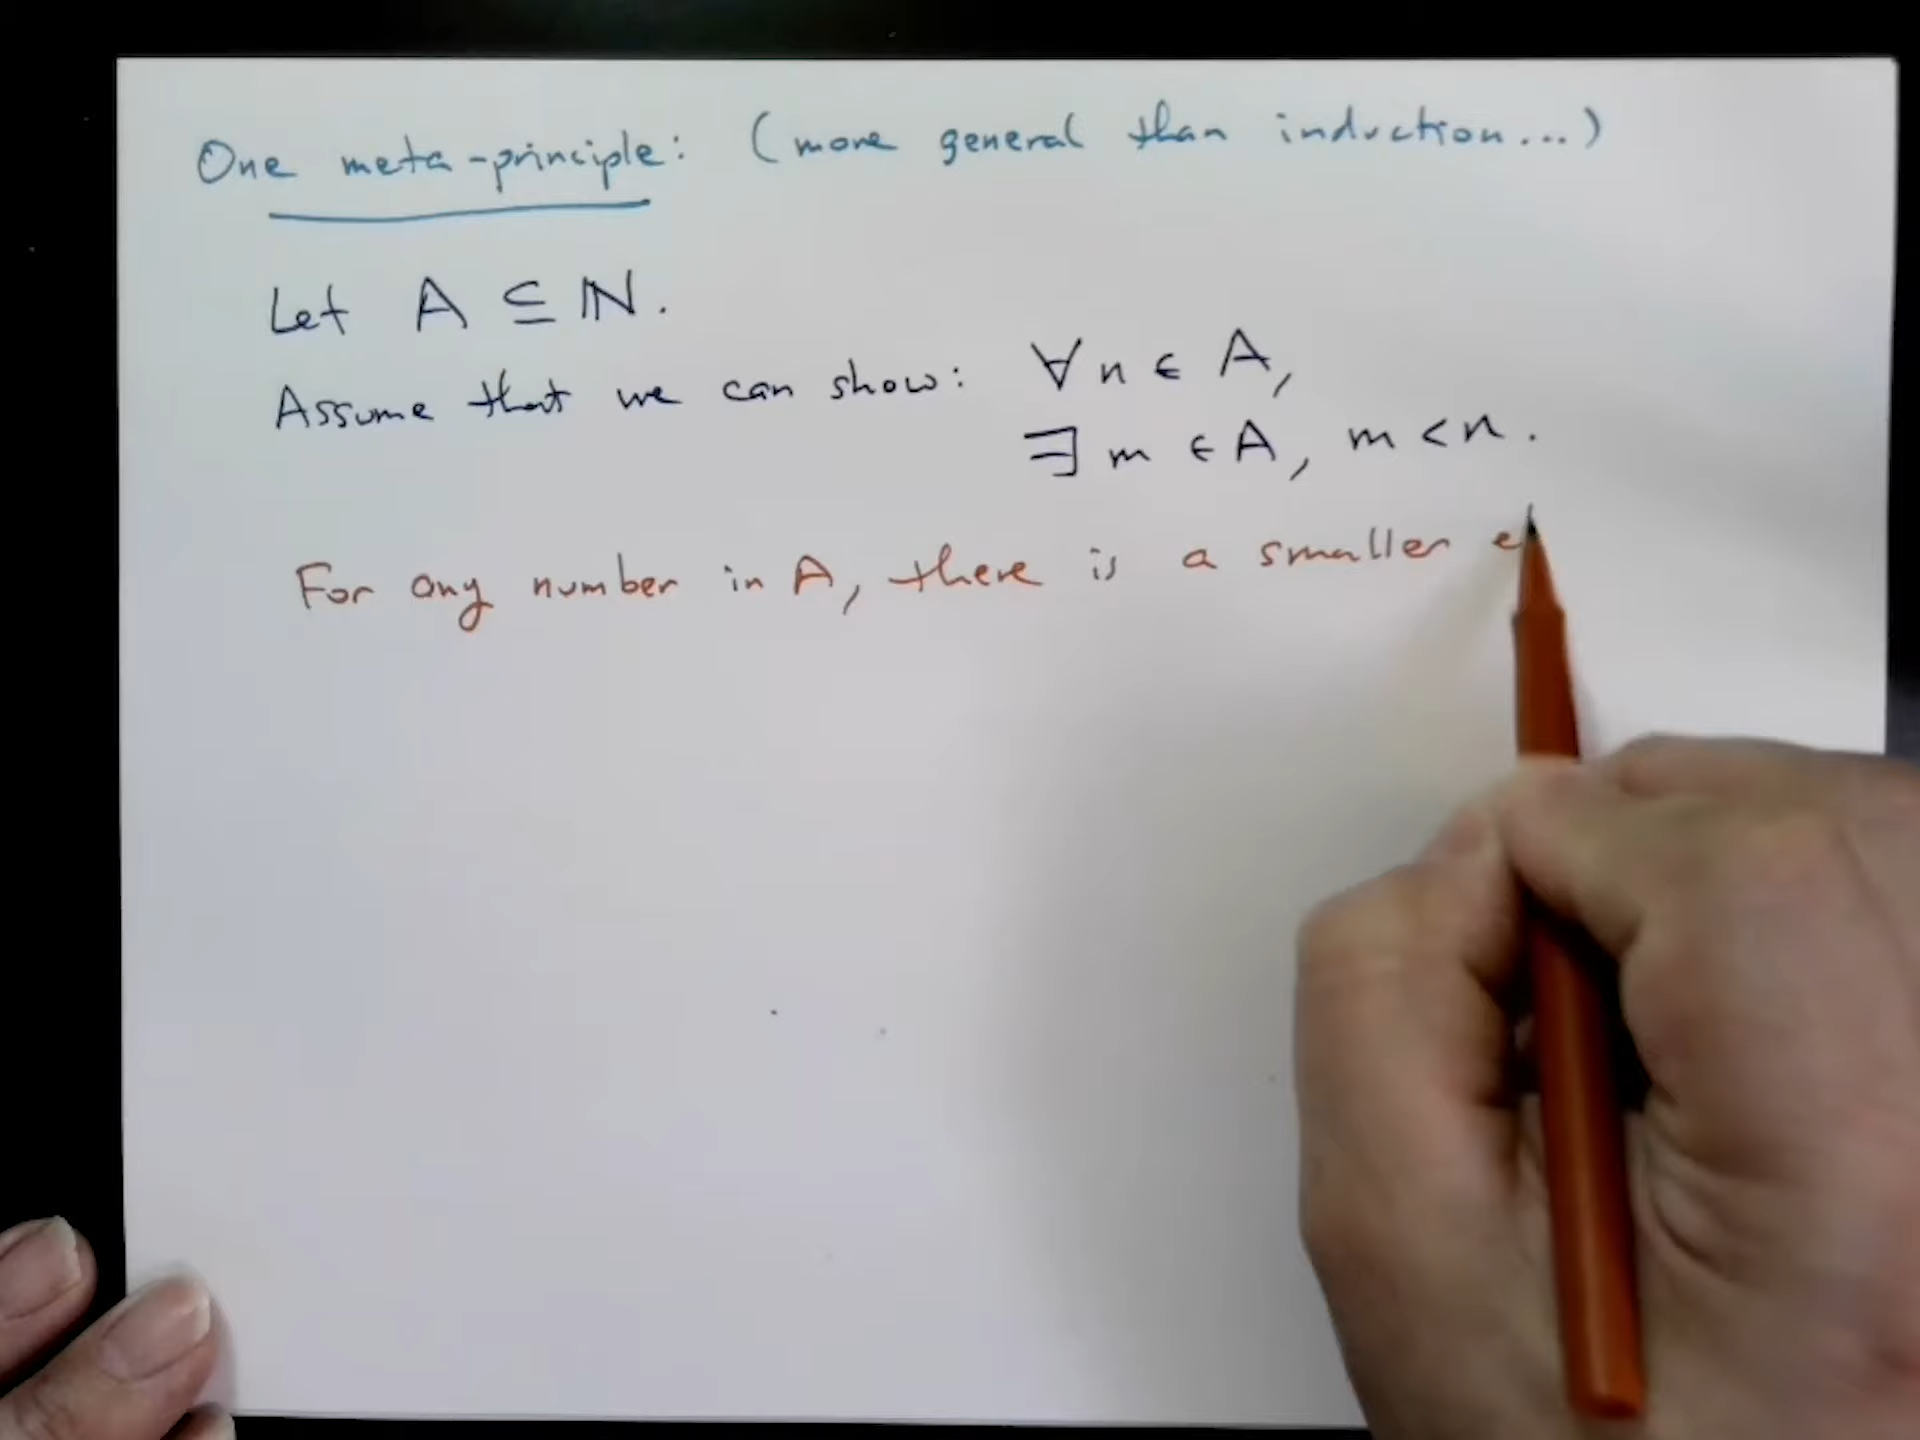 One meta-principle: (more general than induction...)
Let A ⊆ ℕ.
Assume that we can show: ∀ n ∈ A,
∃ m ∈ A, m < n.
For any number in A, there is a smaller